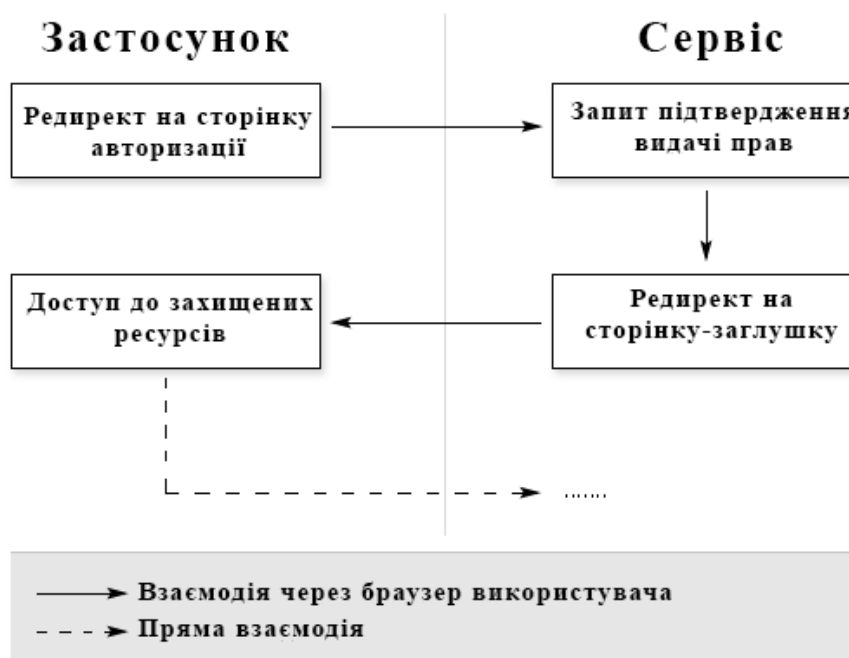 Застосунок
Сервіс
Редирект на сторінку
авторизації
Запит підтвердження
видачі прав
Доступ до захищених
ресурсів
Редирект на
сторінку-заглушку
.......
Взаємодія через браузер використувача
Пряма взаємодія